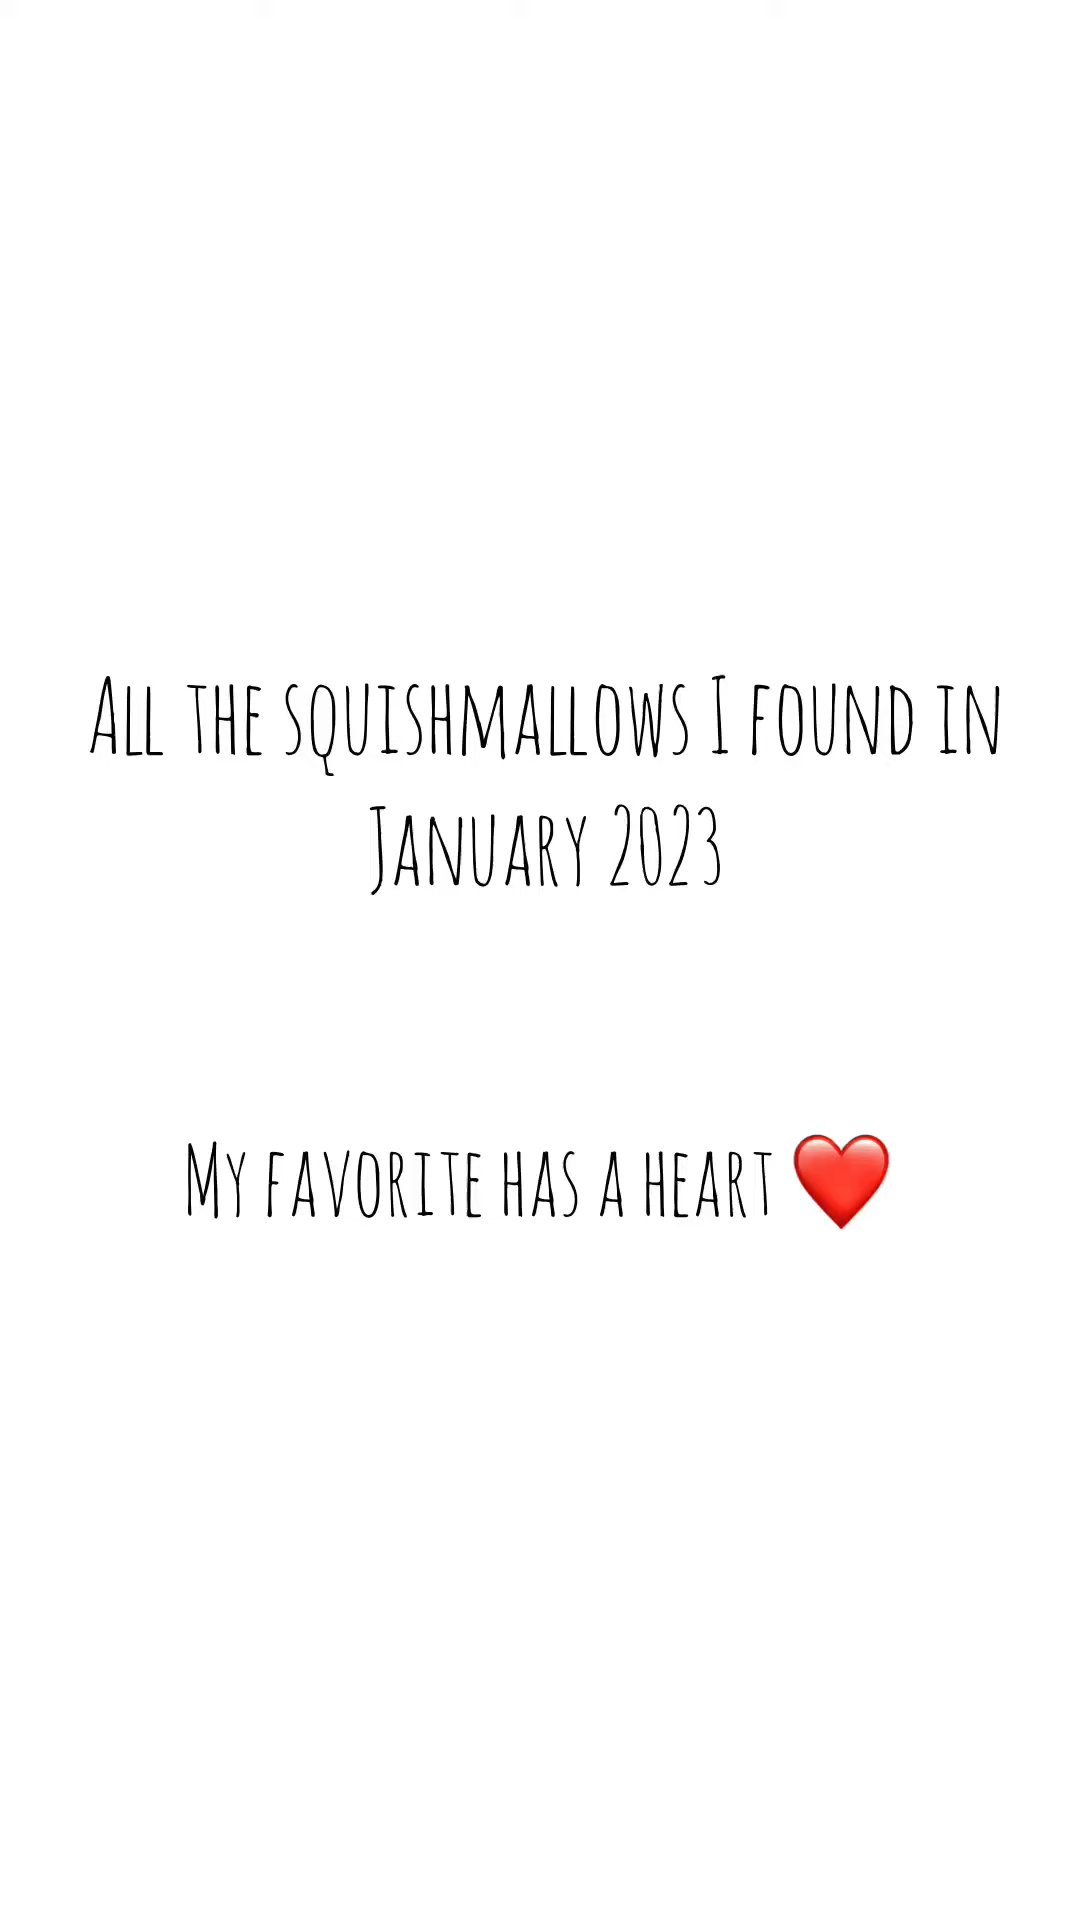 All the squishmallows I found in
January 2023
My favorite has a heart ❤️